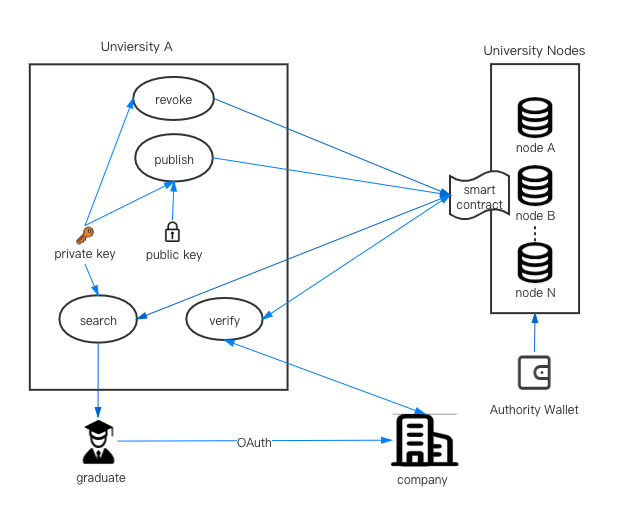 Unviersity A
University Nodes
revoke
node A
publish
smart
contract
node B
private key
public key
node N
search
verify
Authority Wallet
OAuth
graduate
company